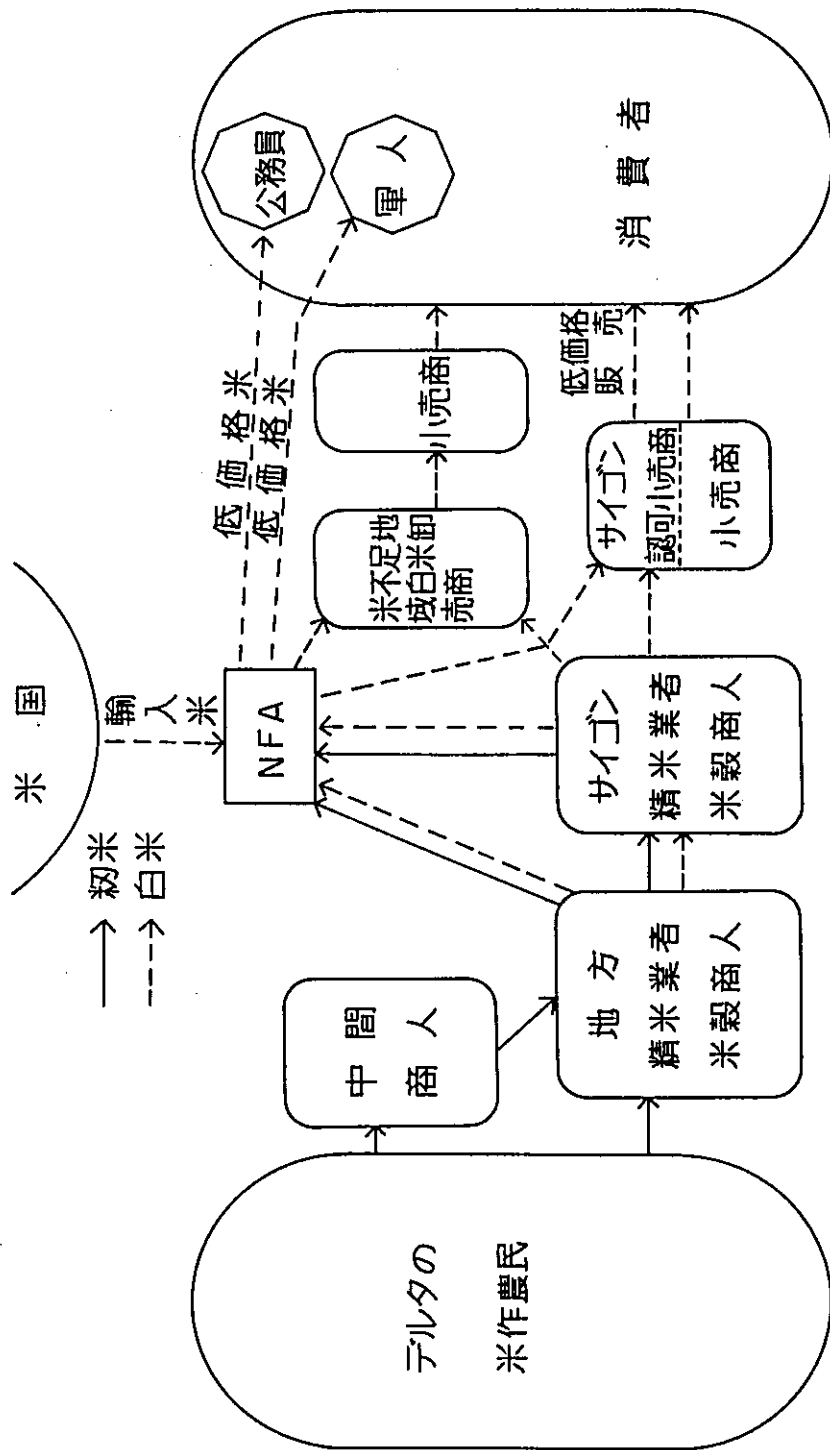 米国
輸入米
→ 籾米
⇢ 白米
NFA
低価格米
低価格米
公務員
軍人
消費者
デルタの
米作農民
中間
商人
地方
精米業者
米穀商人
サイゴン
精米業者
米穀商人
米不足地
域白米卸
売商
小売商
サイゴン
認可小売商
小売商
低価格
販売